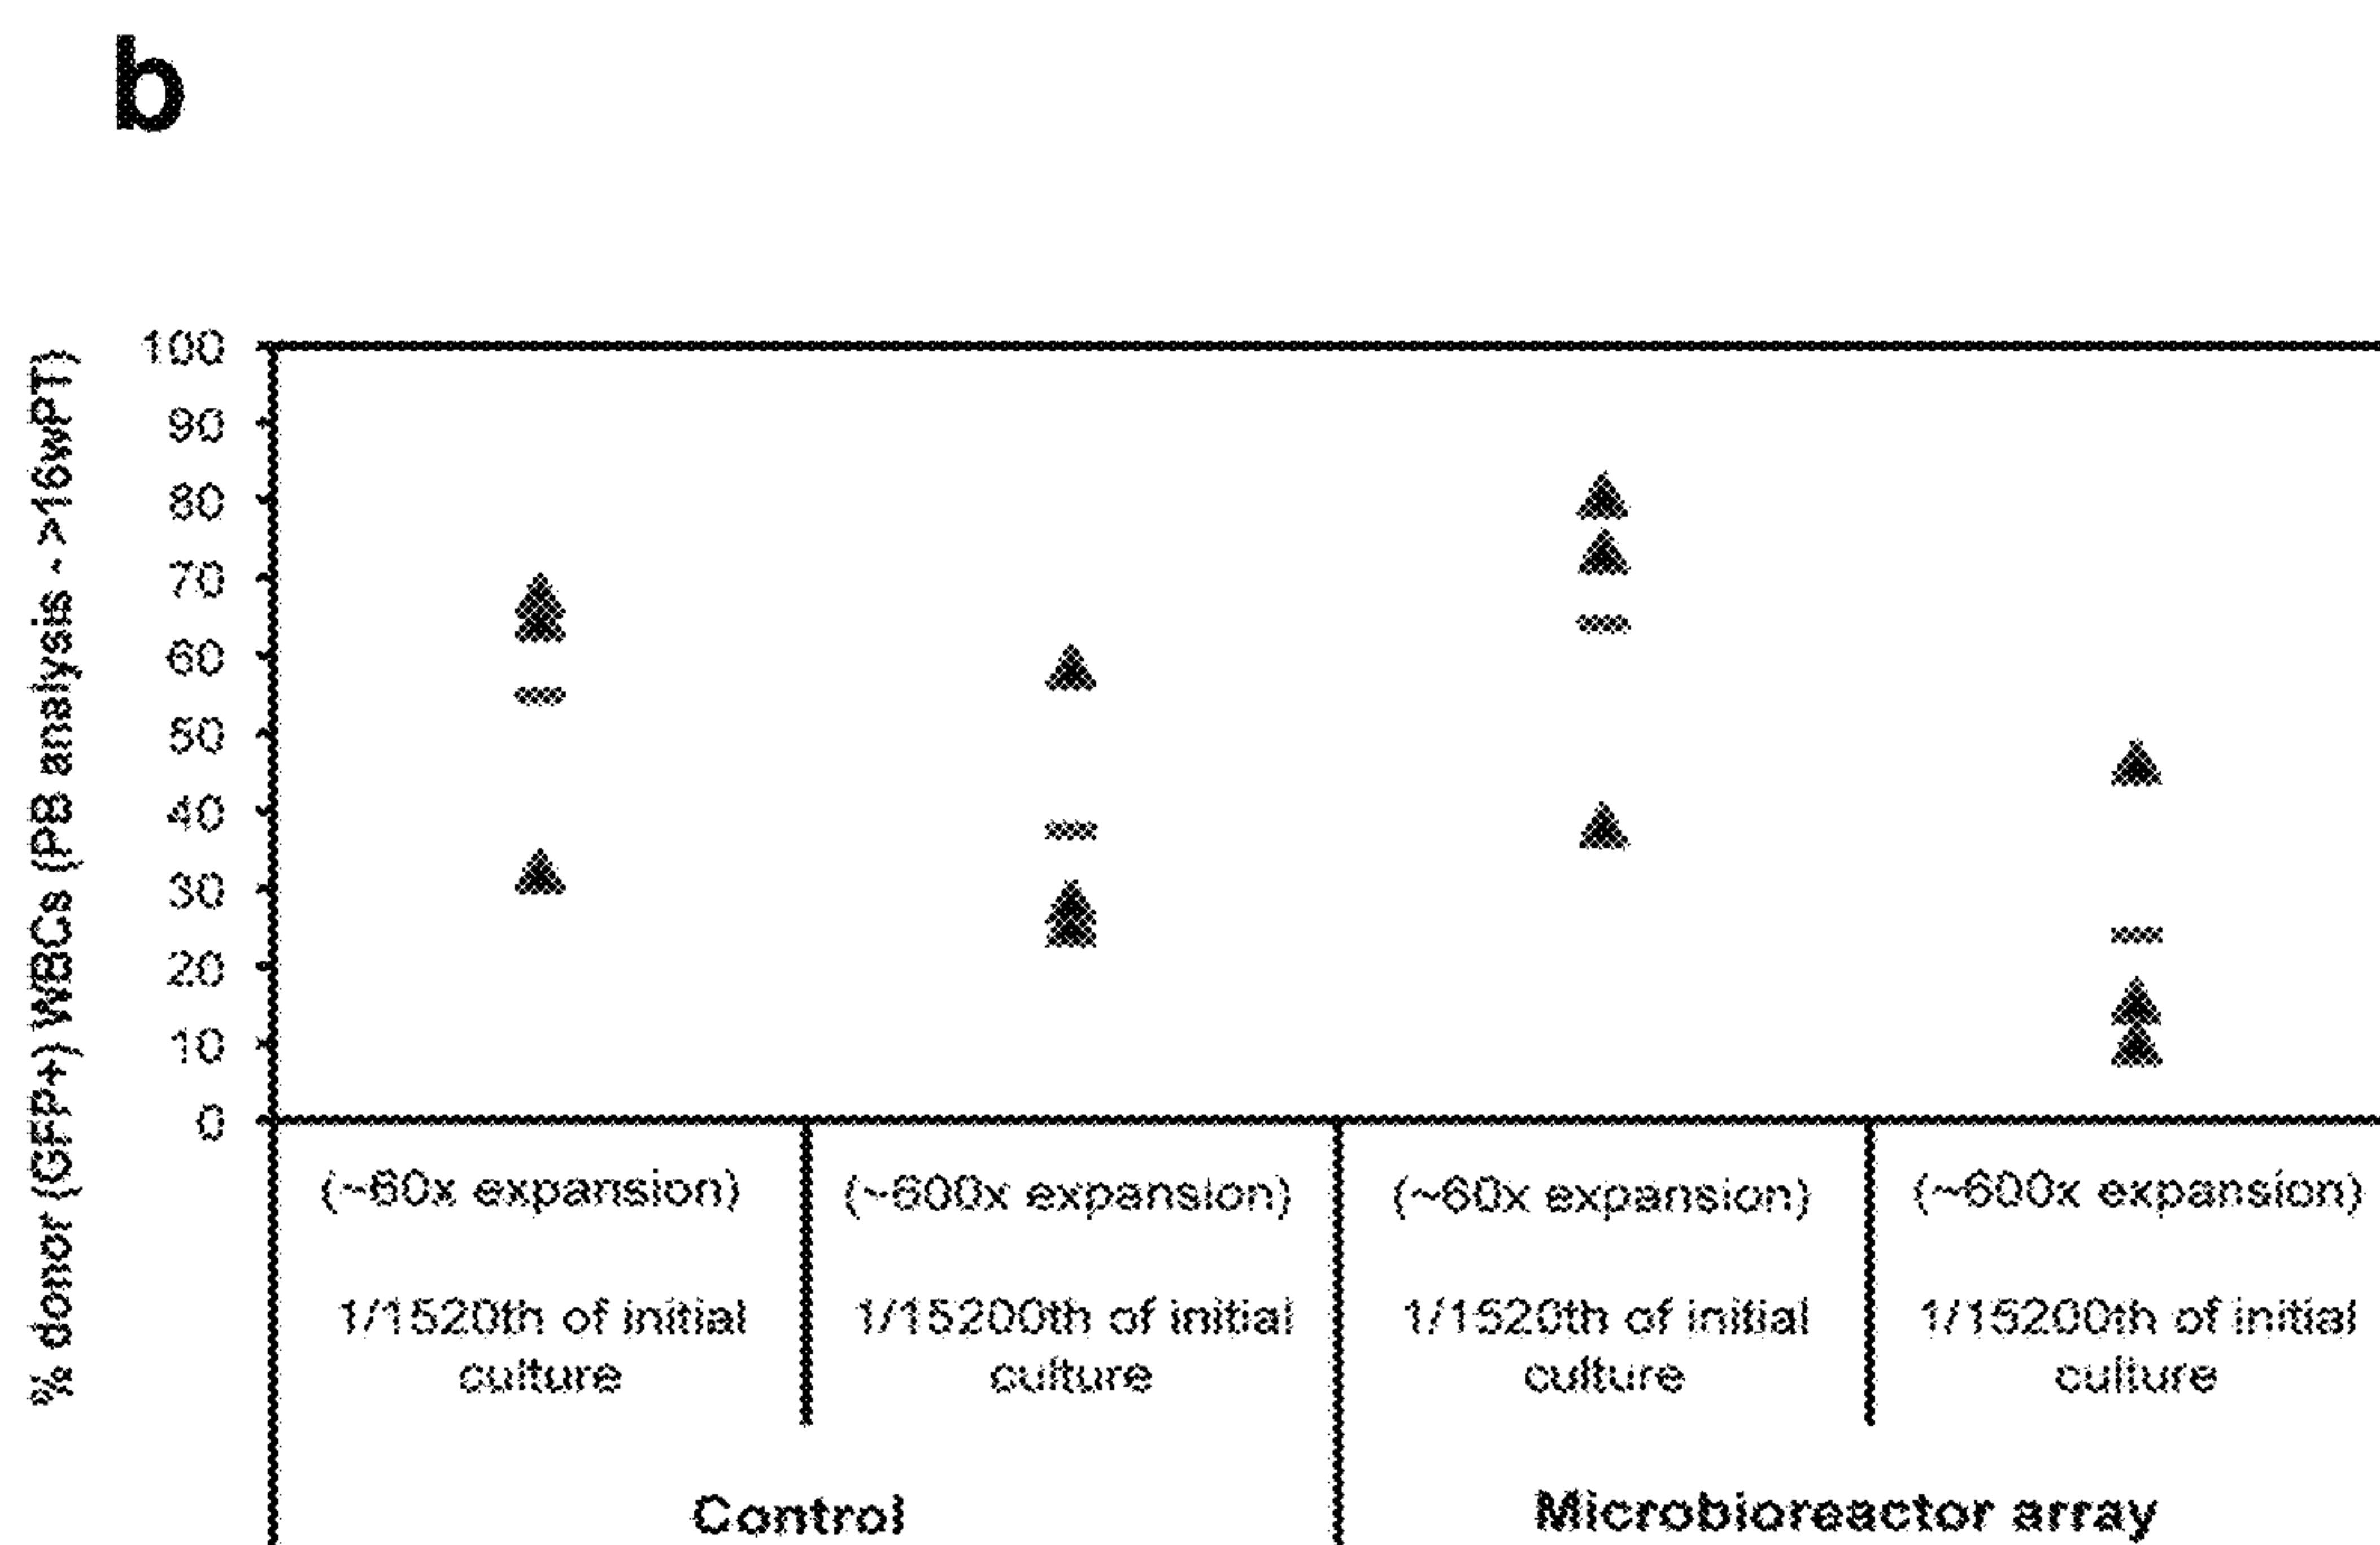 b
% donor (GFP+) WBCs (PB analysis - >16wPT)
100
90
80
70
60
50
40
30
20
10
0
(~60x expansion)
(~600x expansion)
(~60x expansion)
(~600x expansion)
1/1520th of initial
culture
1/15200th of initial
culture
1/1520th of initial
culture
1/15200th of initial
culture
Control
Microbioreactor array